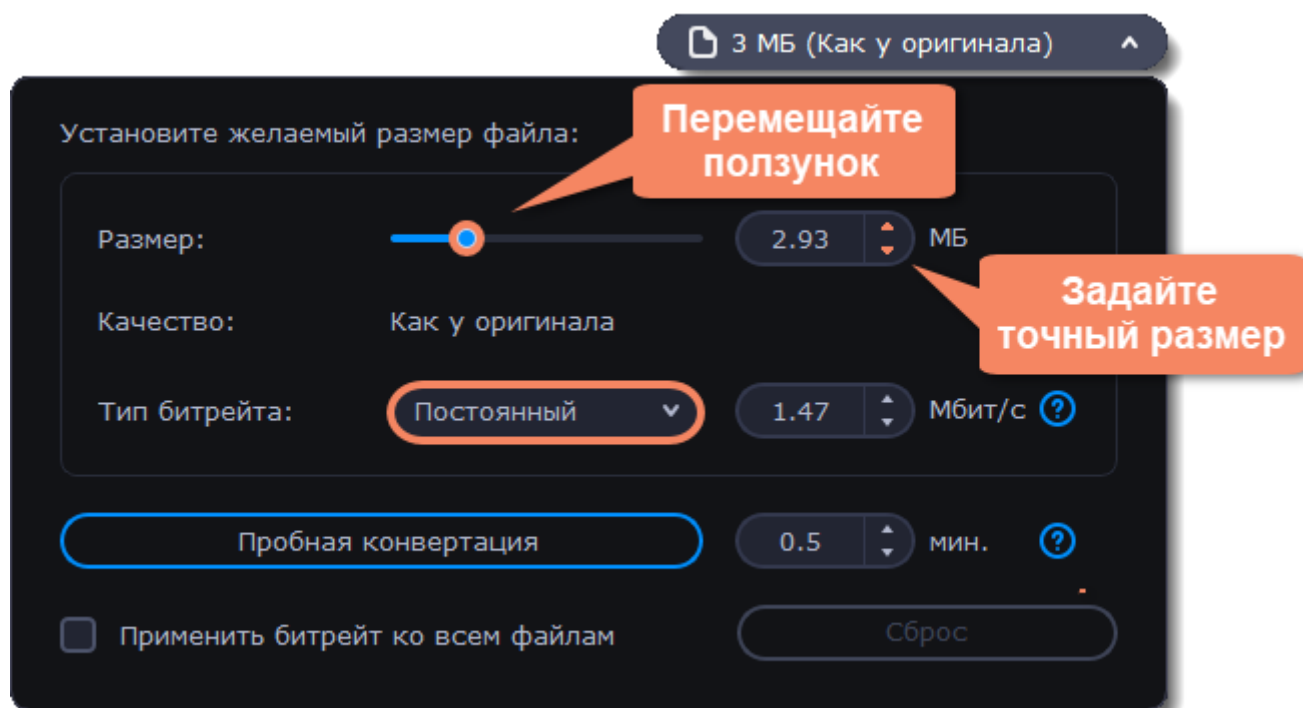 3 МБ (Как у оригинала)
Перемещайте
ползунок
Установите желаемый размер файла:
Размер:
2.93
МБ
Задайте
точный размер
Качество:
Как у оригинала
Тип битрейта:
Постоянный
1.47
Мбит/с ?
Пробная конвертация
0.5
мин. ?
Применить битрейт ко всем файлам
Сброс